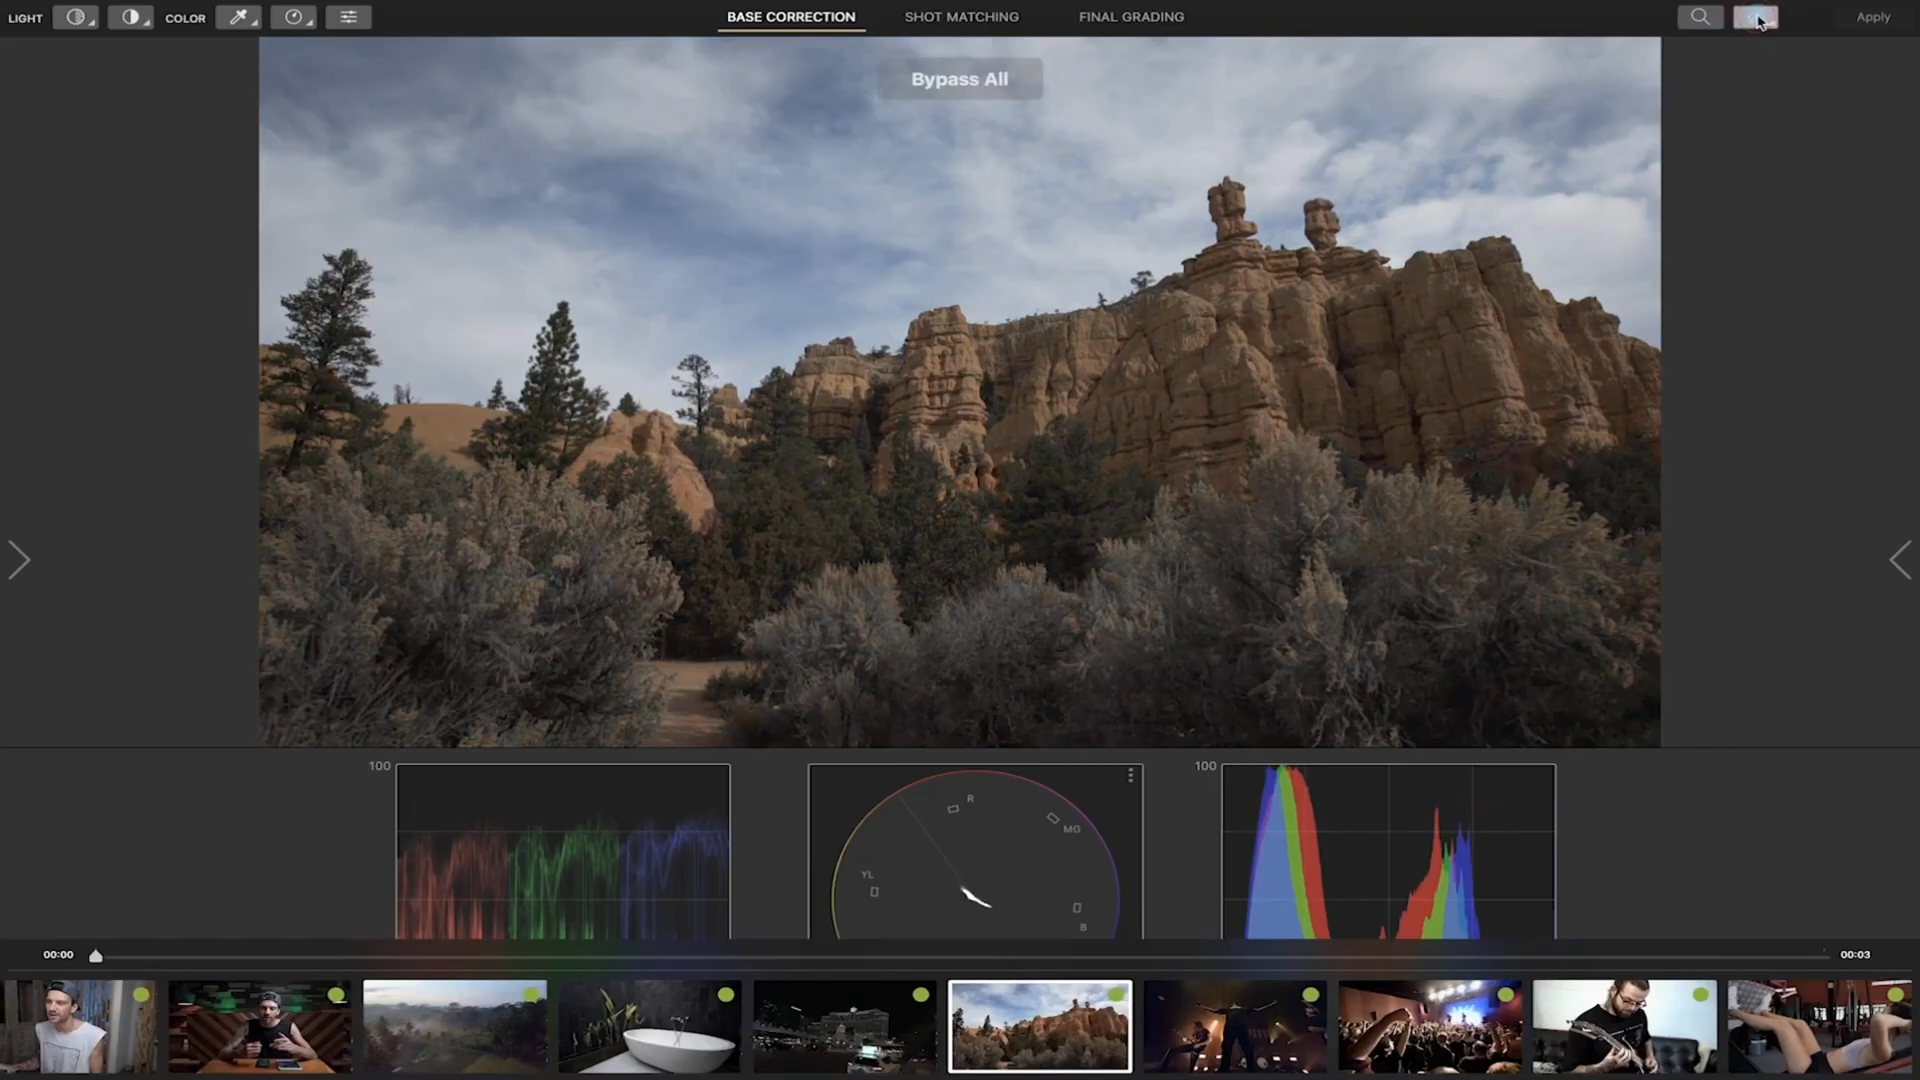 LIGHT COLOR BASE CORRECTION SHOT MATCHING FINAL GRADING Apply
Bypass All
100 100
R
MG
YL
B
00:00 00:03